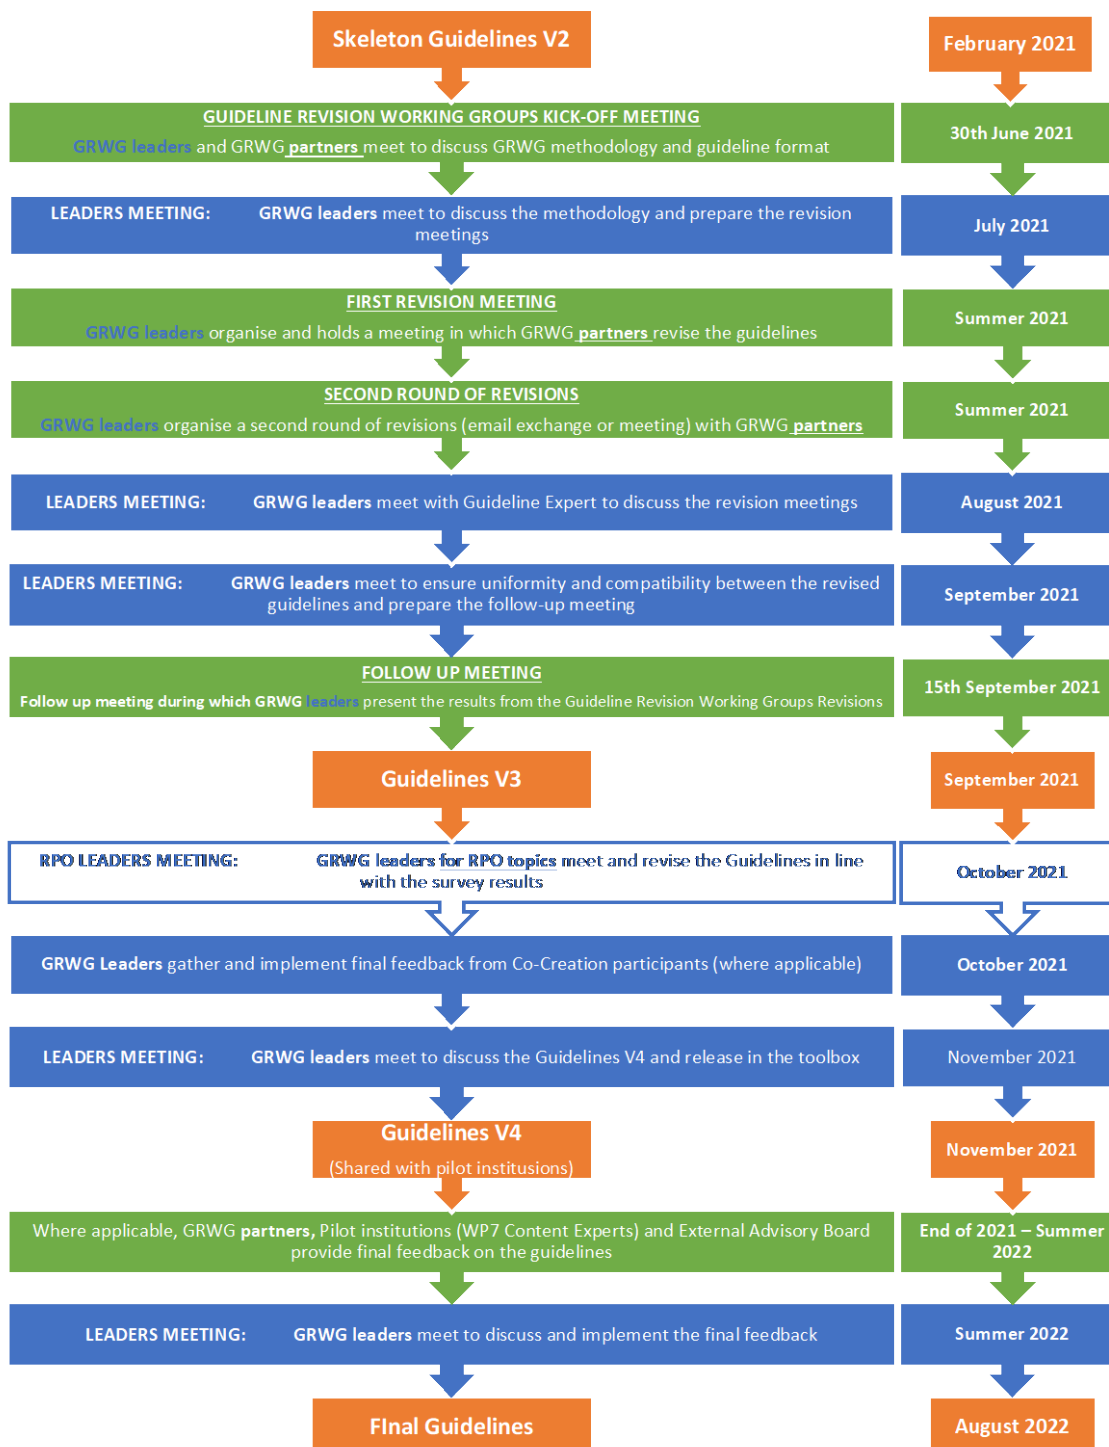 Skeleton Guidelines V2
February 2021
GUIDELINE REVISION WORKING GROUPS KICK-OFF MEETING
GRWG leaders and GRWG partners meet to discuss GRWG methodology and guideline format
30th June 2021
LEADERS MEETING: GRWG leaders meet to discuss the methodology and prepare the revision
meetings
July 2021
FIRST REVISION MEETING
GRWG leaders organise and holds a meeting in which GRWG partners revise the guidelines
Summer 2021
SECOND ROUND OF REVISIONS
GRWG leaders organise a second round of revisions (email exchange or meeting) with GRWG partners
Summer 2021
LEADERS MEETING: GRWG leaders meet with Guideline Expert to discuss the revision meetings
August 2021
LEADERS MEETING: GRWG leaders meet to ensure uniformity and compatibility between the revised
guidelines and prepare the follow-up meeting
September 2021
FOLLOW UP MEETING
Follow up meeting during which GRWG leaders present the results from the Guideline Revision Working Groups Revisions
15th September 2021
Guidelines V3
September 2021
RPO LEADERS MEETING: GRWG leaders for RPO topics meet and revise the Guidelines in line
with the survey results
October 2021
GRWG Leaders gather and implement final feedback from Co-Creation participants (where applicable)
October 2021
LEADERS MEETING: GRWG leaders meet to discuss the Guidelines V4 and release in the toolbox
November 2021
Guidelines V4
(Shared with pilot institusions)
November 2021
Where applicable, GRWG partners, Pilot institutions (WP7 Content Experts) and External Advisory Board
provide final feedback on the guidelines
End of 2021 – Summer
2022
LEADERS MEETING: GRWG leaders meet to discuss and implement the final feedback
Summer 2022
FInal Guidelines
August 2022